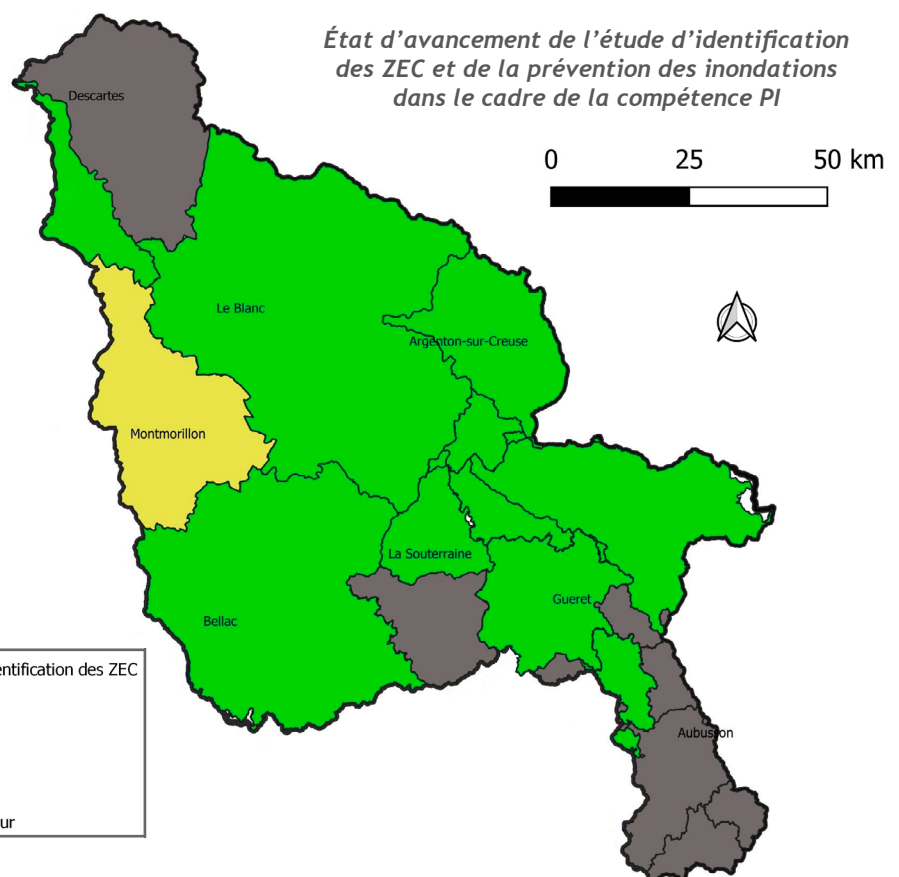 État d’avancement de l’étude d’identification
des ZEC et de la prévention des inondations
dans le cadre de la compétence PI
0 25 50 km
Descartes
Le Blanc
Argenton-sur-Creuse
Montmorillon
La Souterraine
Gueret
Bellac
entification des ZEC
Aubusson
ur